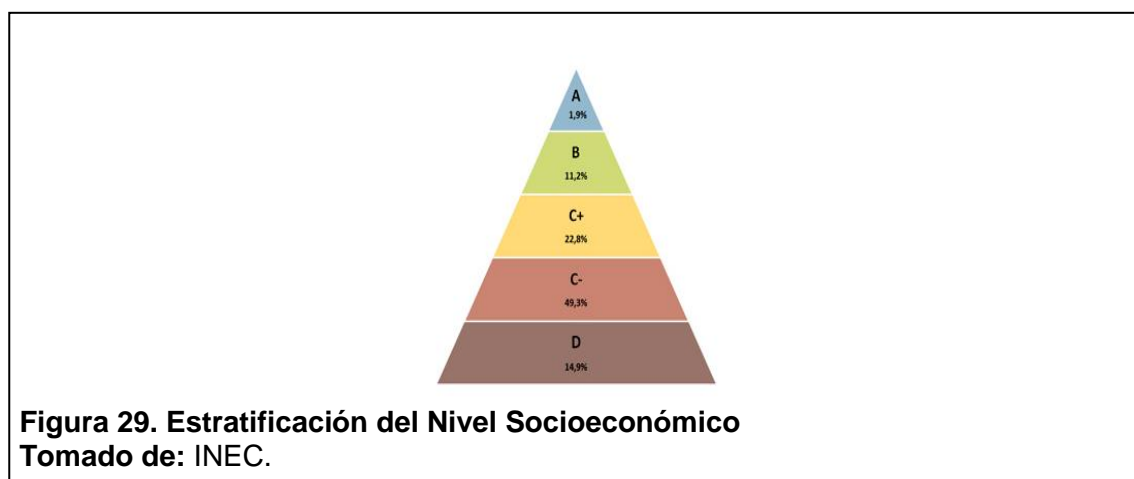 A
1,9%
B
11,2%
C+
22,8%
C-
49,3%
D
14,9%
Figura 29. Estratificación del Nivel Socioeconómico
Tomado de: INEC.